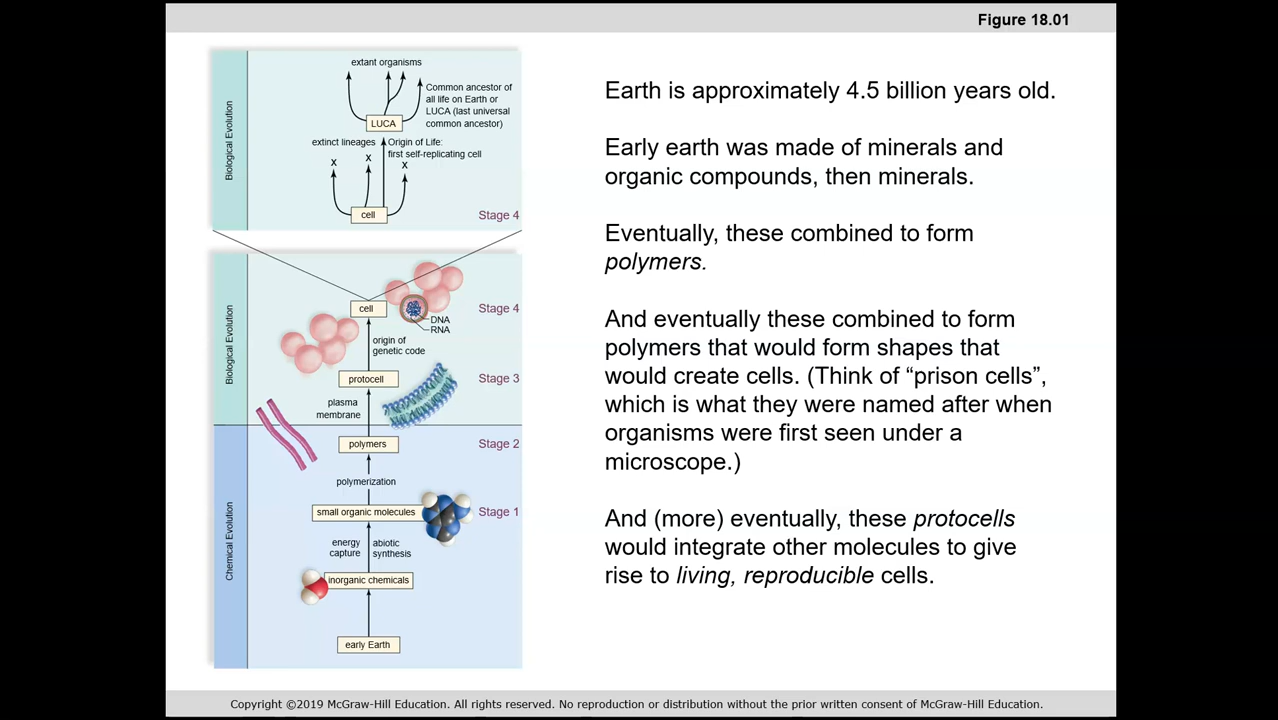 Figure 18.01
extant organisms
Common ancestor of
all life on Earth or
LUCA (last universal
common ancestor)
LUCA
extinct lineages
Origin of Life:
first self-replicating cell
X
X
X
cell
Stage 4
Biological Evolution
cell
Stage 4
DNA
RNA
origin of
genetic code
protocell
Stage 3
plasma
membrane
Biological Evolution
polymers
Stage 2
polymerization
small organic molecules
Stage 1
energy
capture
abiotic
synthesis
inorganic chemicals
early Earth
Chemical Evolution
Earth is approximately 4.5 billion years old.
Early earth was made of minerals and
organic compounds, then minerals.
Eventually, these combined to form
polymers.
And eventually these combined to form
polymers that would form shapes that
would create cells. (Think of “prison cells”,
which is what they were named after when
organisms were first seen under a
microscope.)
And (more) eventually, these protocells
would integrate other molecules to give
rise to living, reproducible cells.
Copyright ©2019 McGraw-Hill Education. All rights reserved. No reproduction or distribution without the prior written consent of McGraw-Hill Education.